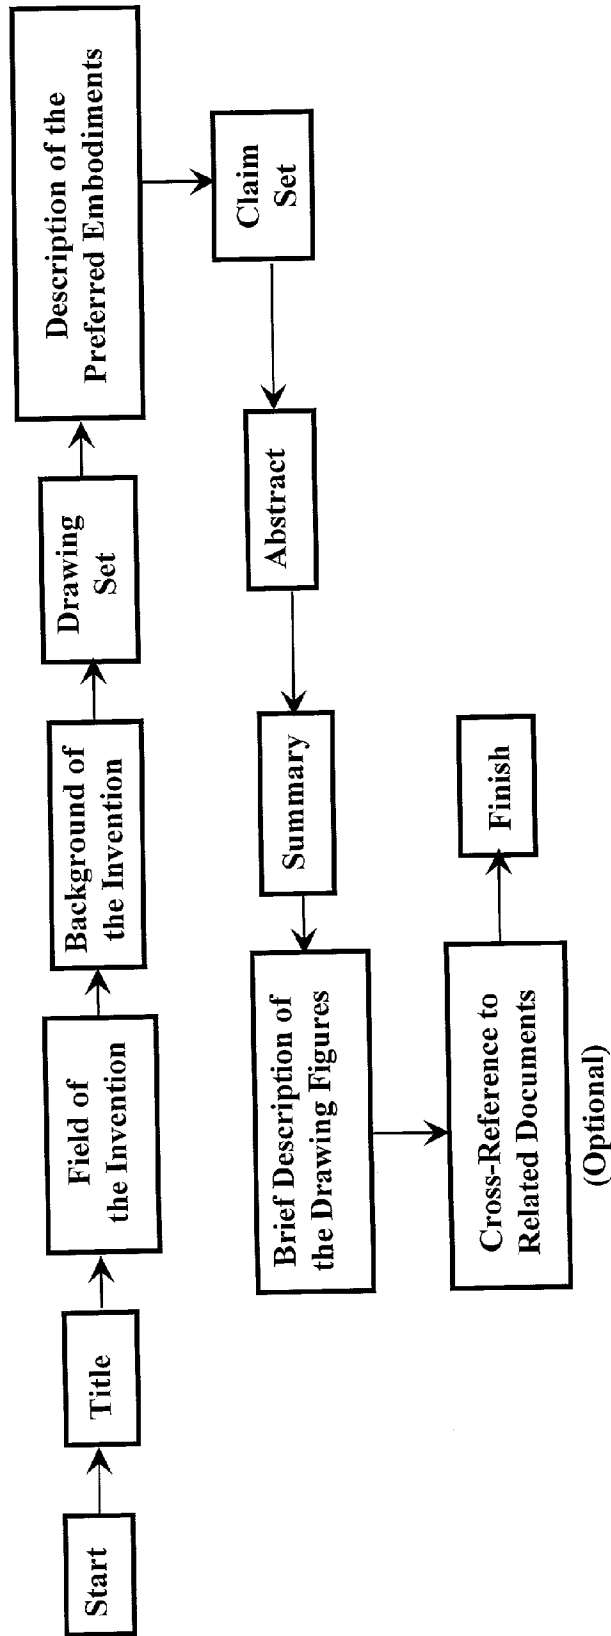 Start
Title
Field of
the Invention
Background of
the Invention
Drawing
Set
Description of the
Preferred Embodiments
Claim
Set
Abstract
Summary
Brief Description of
the Drawing Figures
Cross-Reference to
Related Documents
(Optional)
Finish